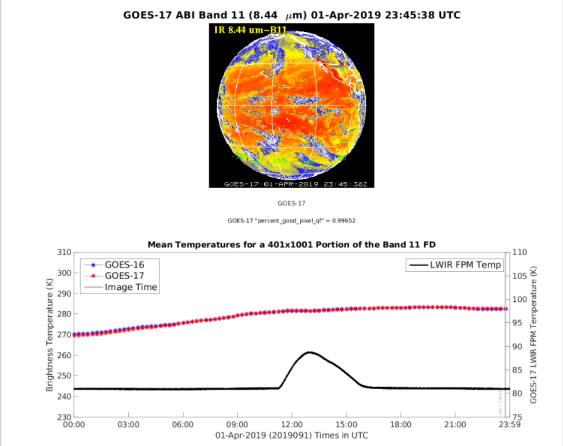 GOES-17 ABI Band 11 (8.44 μm) 01-Apr-2019 23:45:38 UTC
IR 8.44 um-B11
GOES-17 01-APR-2019 23:45:38Z
GOES-17
GOES-17 "percent_good_pixel_qf" = 0.99652
Mean Temperatures for a 401x1001 Portion of the Band 11 FD
Brightness Temperature (K)
310
300
290
280
270
260
250
240
230
GOES-16
GOES-17
Image Time
LWIR FPM Temp
110
105
100
95
90
85
80
75
GOES-17 LWIR FPM Temperature (K)
00:00 03:00 06:00 09:00 12:00 15:00 18:00 21:00 23:59
01-Apr-2019 (2019091) Times in UTC